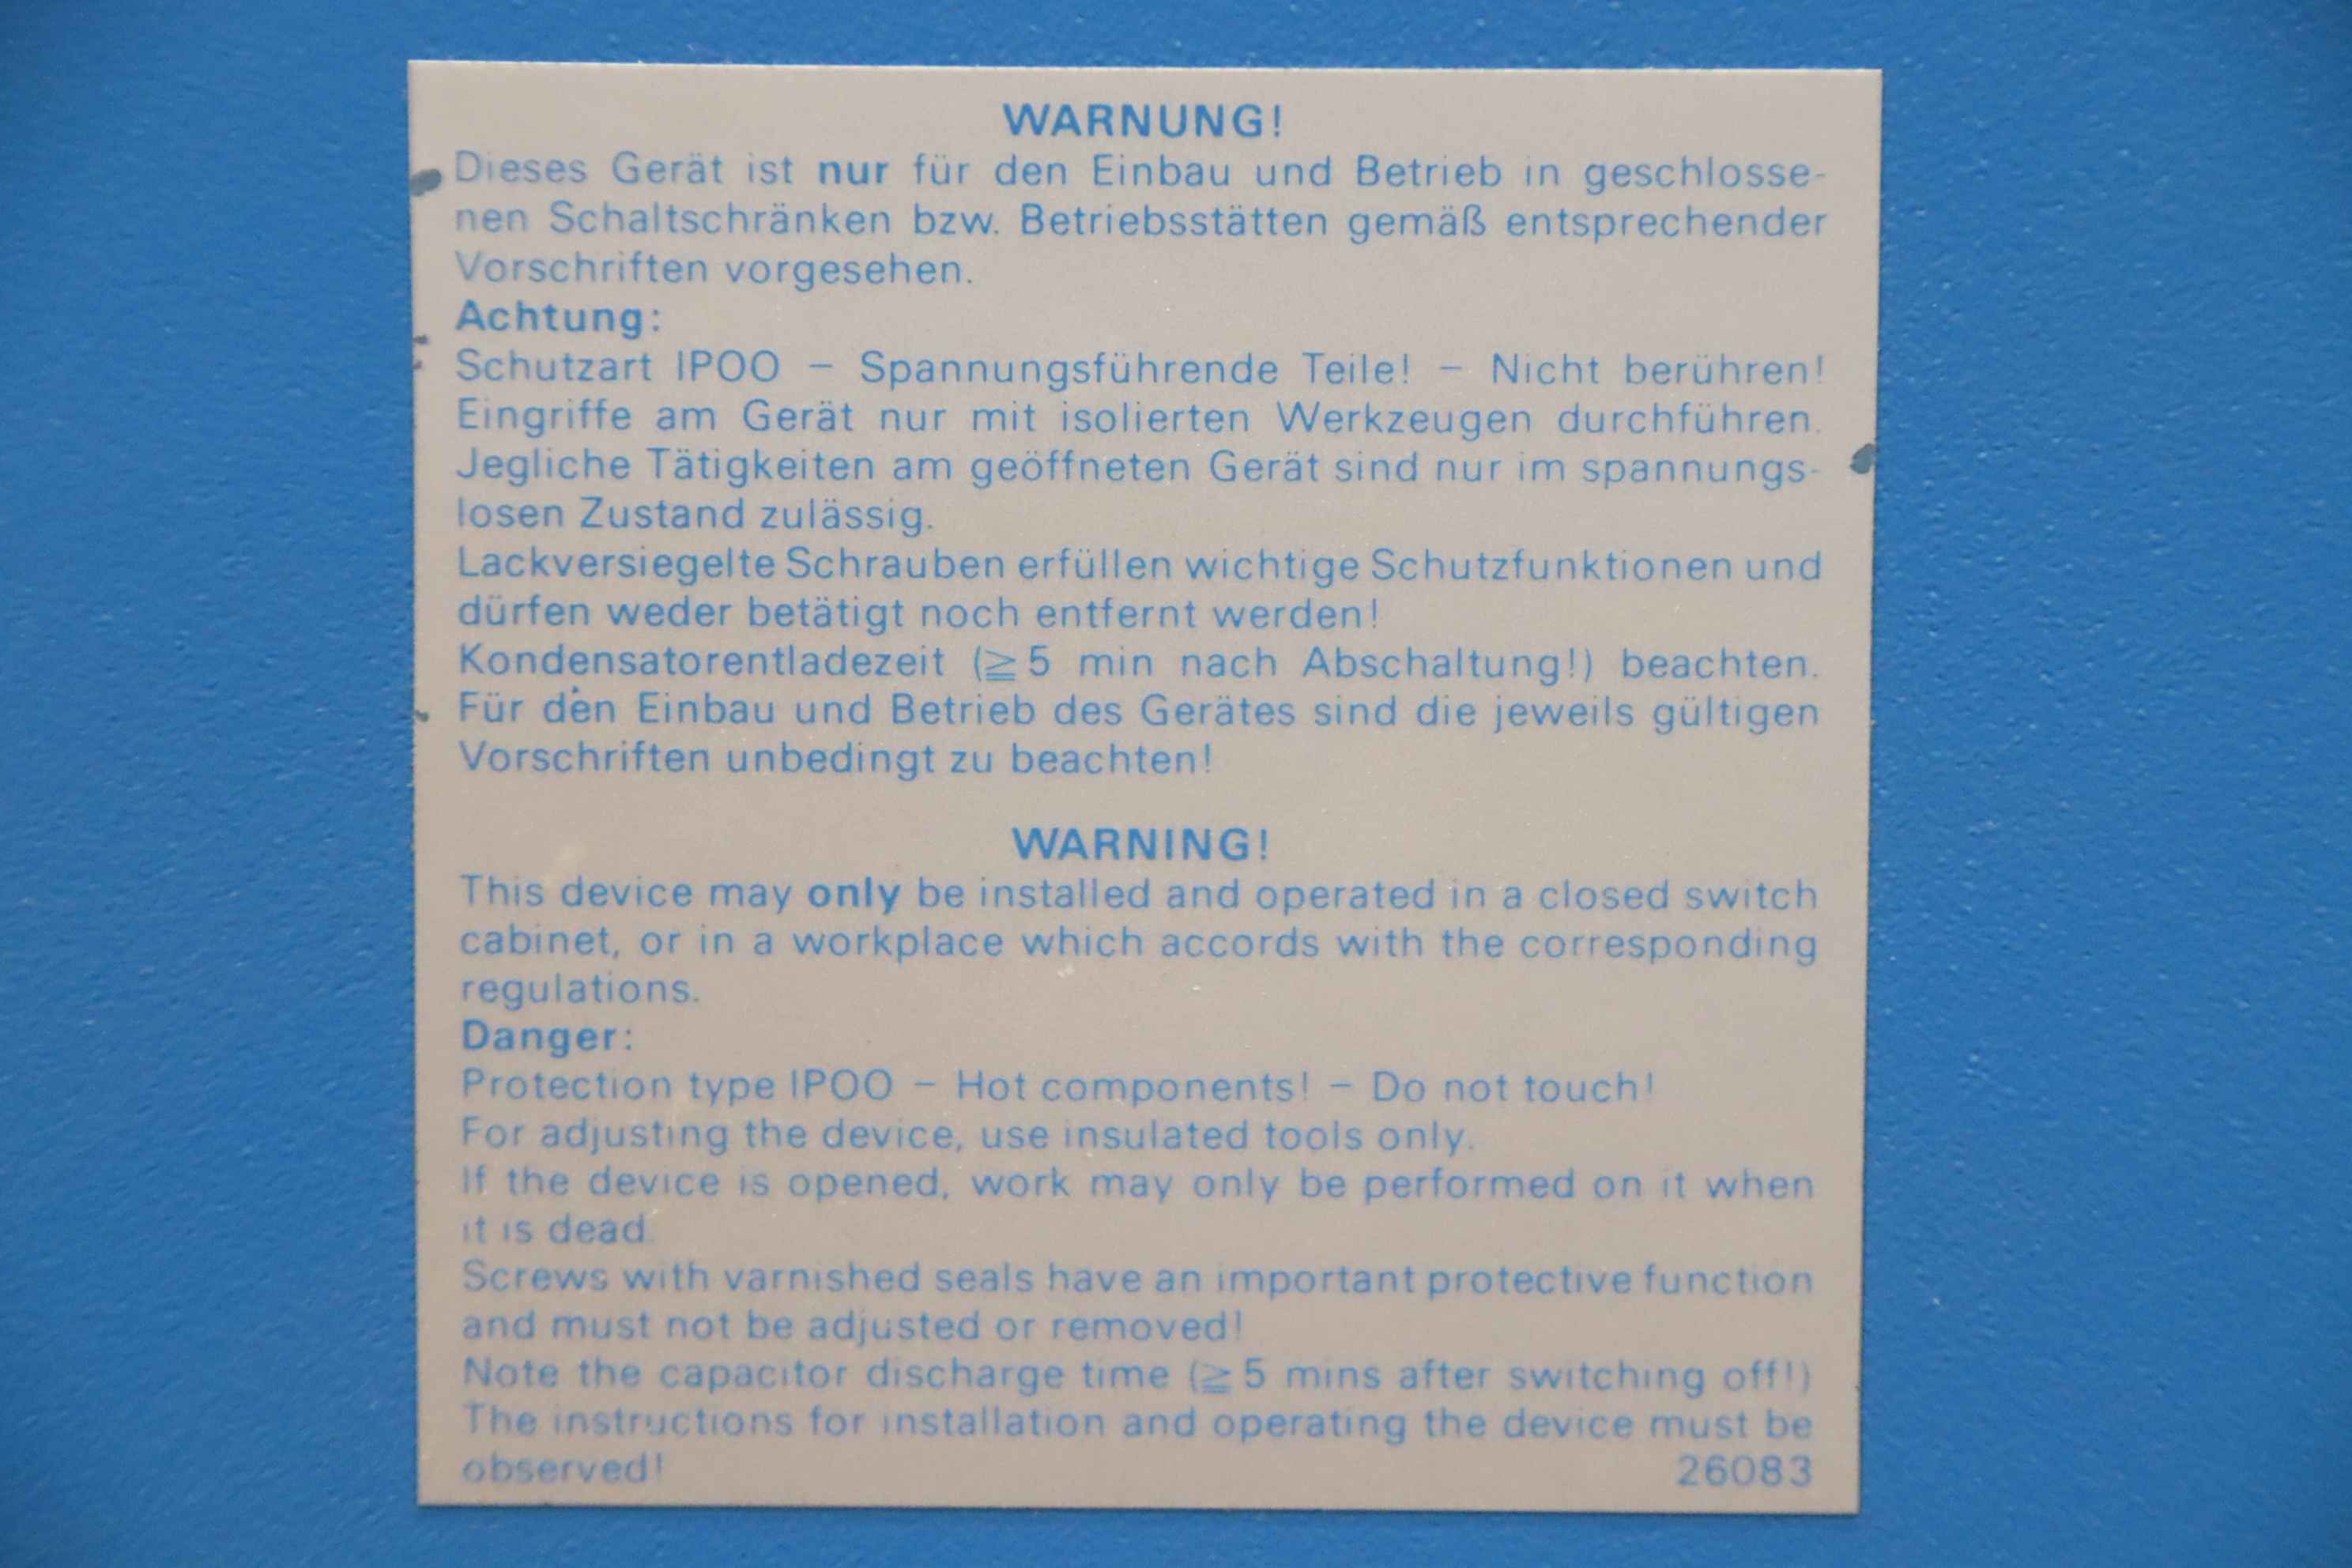 WARNUNG!
Dieses Gerät ist nur für den Einbau und Betrieb in geschlosse-
nen Schaltschränken bzw. Betriebsstätten gemäß entsprechender
Vorschriften vorgesehen.
Achtung:
Schutzart IPOO – Spannungsführende Teile! – Nicht berühren!
Eingriffe am Gerät nur mit isolierten Werkzeugen durchführen.
Jegliche Tätigkeiten am geöffneten Gerät sind nur im spannungs-
losen Zustand zulässig.
Lackversiegelte Schrauben erfüllen wichtige Schutzfunktionen und
dürfen weder betätigt noch entfernt werden!
Kondensatorentladezeit (≧ 5 min nach Abschaltung!) beachten.
Für den Einbau und Betrieb des Gerätes sind die jeweils gültigen
Vorschriften unbedingt zu beachten!
WARNING!
This device may only be installed and operated in a closed switch
cabinet, or in a workplace which accords with the corresponding
regulations.
Danger:
Protection type IPOO – Hot components! – Do not touch!
For adjusting the device, use insulated tools only.
If the device is opened, work may only be performed on it when
it is dead.
Screws with varnished seals have an important protective function
and must not be adjusted or removed!
Note the capacitor discharge time (≧ 5 mins after switching off!)
The instructions for installation and operating the device must be
observed! 26083